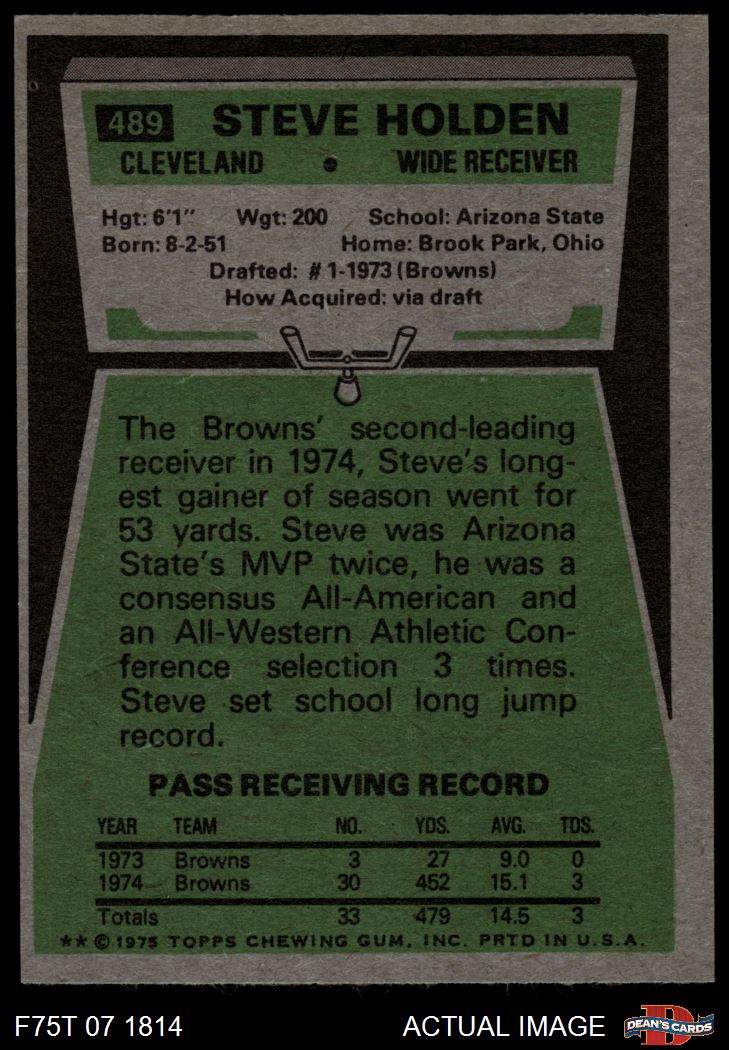 489 STEVE HOLDEN
CLEVELAND • WIDE RECEIVER
Hgt: 6'1" Wgt: 200 School: Arizona State
Born: 8-2-51 Home: Brook Park, Ohio
Drafted: #1-1973 (Browns)
How Acquired: via draft
The Browns' second-leading
receiver in 1974, Steve's long-
est gainer of season went for
53 yards. Steve was Arizona
State's MVP twice, he was a
consensus All-American and
an All-Western Athletic Con-
ference selection 3 times.
Steve set school long jump
record.
PASS RECEIVING RECORD
YEAR TEAM NO. YDS. AVG. TDS.
1973 Browns 3 27 9.0 0
1974 Browns 30 452 15.1 3
Totals 33 479 14.5 3
** © 1975 TOPPS CHEWING GUM, INC. PRTD IN U.S.A.
F75T 07 1814 ACTUAL IMAGE D DEAN'S CARDS